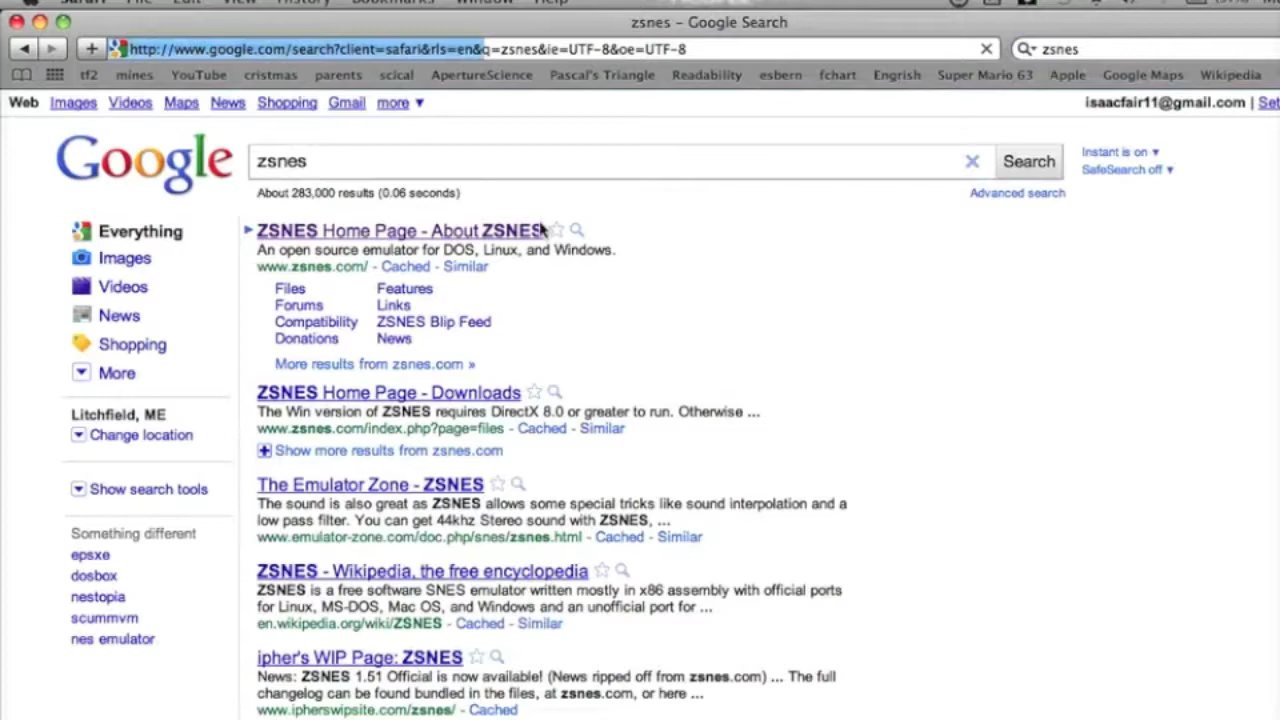 Safari File Edit View History Bookmarks Window Help
zsnes – Google Search
http://www.google.com/search?client=safari&rls=en&q=zsnes&ie=UTF-8&oe=UTF-8 zsnes
tf2 mines YouTube cristmas parents scical ApertureScience Pascal's Triangle Readability esbern fchart Engrish Super Mario 63 Apple Google Maps Wikipedia
Web Images Videos Maps News Shopping Gmail more ▼ isaacfair11@gmail.com | Set
Google zsnes Search
Instant is on ▼
SafeSearch off ▼
About 283,000 results (0.06 seconds) Advanced search
Everything
Images
Videos
News
Shopping
More
Litchfield, ME
Change location
Show search tools
Something different
epsxe
dosbox
nestopia
scummvm
nes emulator
ZSNES Home Page - About ZSNES
An open source emulator for DOS, Linux, and Windows.
www.zsnes.com/ - Cached - Similar
Files Features
Forums Links
Compatibility ZSNES Blip Feed
Donations News
More results from zsnes.com »
ZSNES Home Page - Downloads
The Win version of ZSNES requires DirectX 8.0 or greater to run. Otherwise ...
www.zsnes.com/index.php?page=files - Cached - Similar
Show more results from zsnes.com
The Emulator Zone - ZSNES
The sound is also great as ZSNES allows some special tricks like sound interpolation and a
low pass filter. You can get 44khz Stereo sound with ZSNES, ...
www.emulator-zone.com/doc.php/snes/zsnes.html - Cached - Similar
ZSNES - Wikipedia, the free encyclopedia
ZSNES is a free software SNES emulator written mostly in x86 assembly with official ports
for Linux, MS-DOS, Mac OS, and Windows and an unofficial port for ...
en.wikipedia.org/wiki/ZSNES - Cached - Similar
ipher's WIP Page: ZSNES
News: ZSNES 1.51 Official is now available! (News ripped off from zsnes.com) ... The full
changelog can be found bundled in the files, at zsnes.com, or here ...
www.ipherswipsite.com/zsnes/ - Cached